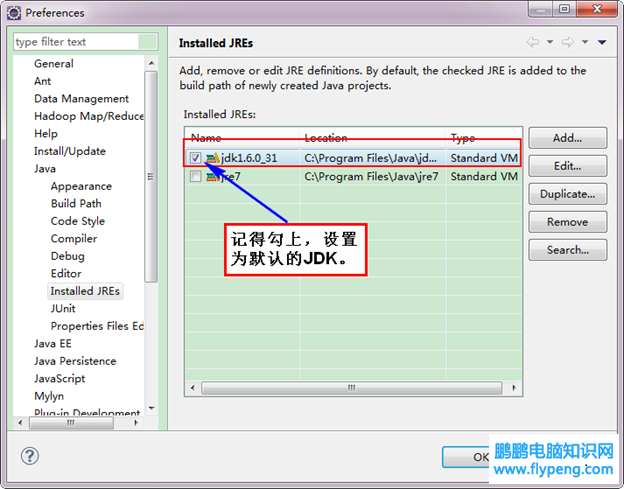 Preferences
type filter text
General
Ant
Data Management
Hadoop Map/Reduce
Help
Install/Update
Java
Appearance
Build Path
Code Style
Compiler
Debug
Editor
Installed JREs
JUnit
Properties Files Ed
Java EE
Java Persistence
JavaScript
Mylyn
Plug-in Development
Installed JREs
Add, remove or edit JRE definitions. By default, the checked JRE is added to the
build path of newly created Java projects.
Installed JREs:
Name Location Type
jdk1.6.0_31 C:\Program Files\Java\jd... Standard VM
jre7 C:\Program Files\Java\jre7 Standard VM
记得勾上，设置
为默认的JDK。
Add...
Edit...
Duplicate...
Remove
Search...
OK
鹏鹏电脑知识网
www.flypeng.com